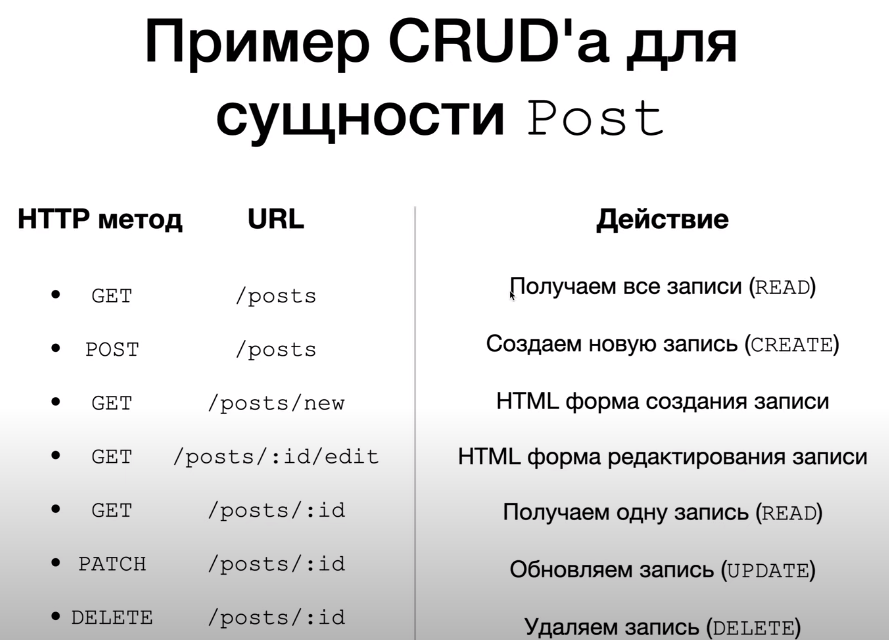 Пример CRUD'а для
сущности Post
HTTP метод URL Действие
• GET /posts Получаем все записи (READ)
• POST /posts Создаем новую запись (CREATE)
• GET /posts/new HTML форма создания записи
• GET /posts/:id/edit HTML форма редактирования записи
• GET /posts/:id Получаем одну запись (READ)
• PATCH /posts/:id Обновляем запись (UPDATE)
• DELETE /posts/:id Удаляем запись (DELETE)